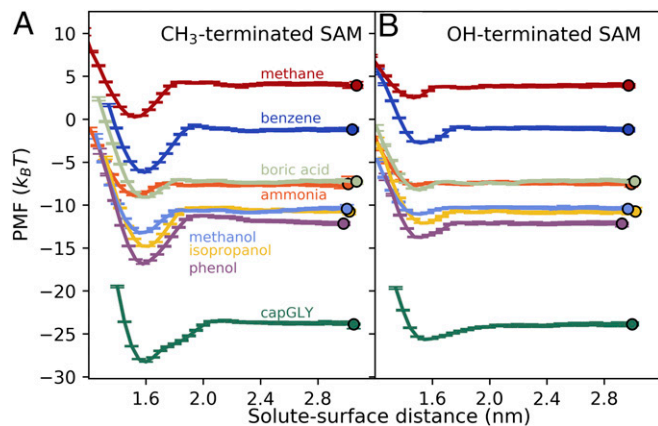 A
CH₃-terminated SAM
B
OH-terminated SAM
PMF (k_BT)
10
5
0
−5
−10
−15
−20
−25
−30
methane
benzene
boric acid
ammonia
methanol
isopropanol
phenol
capGLY
1.6
2.0
2.4
2.8
1.6
2.0
2.4
2.8
Solute-surface distance (nm)